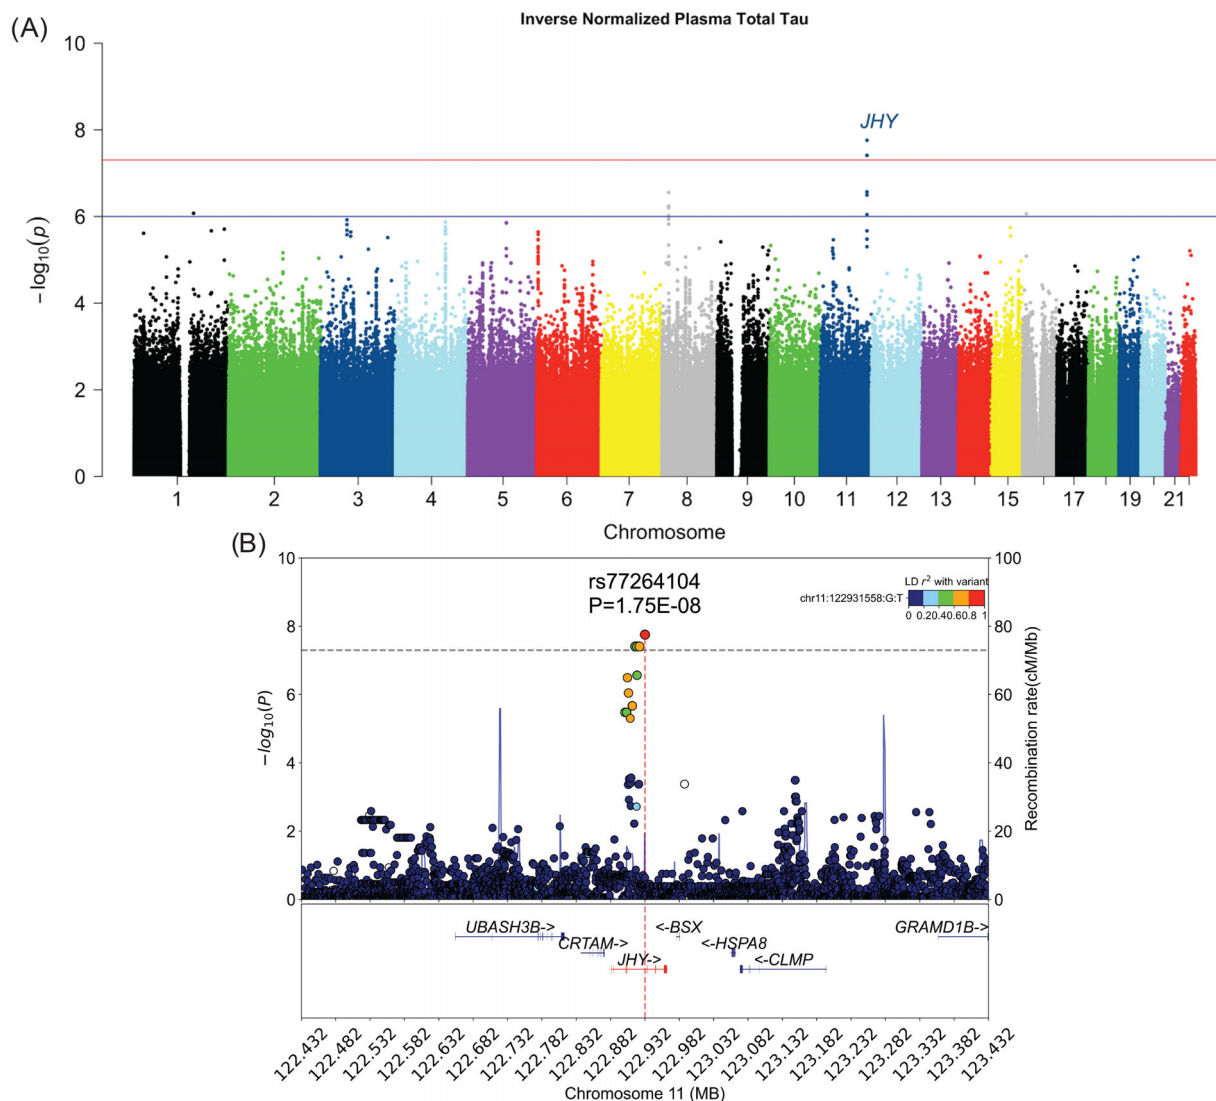 (A)
Inverse Normalized Plasma Total Tau
10
8
6
4
2
0
−log10(p)
JHY
1 2 3 4 5 6 7 8 9 10 11 12 13 15 17 19 21
Chromosome
(B)
rs77264104
P=1.75E-08
LD r² with variant
chr11:122931558:G:T
0 0.20.40.60.8 1
10
8
6
4
2
0
−log10(P)
100
80
60
40
20
0
Recombination rate(cM/Mb)
UBASH3B->
<-BSX
GRAMD1B->
CRTAM->
<-HSPA8
JHY->
<-CLMP
122.432 122.482 122.532 122.582 122.632 122.682 122.732 122.782 122.832 122.882 122.932 122.982 123.032 123.082 123.132 123.182 123.232 123.282 123.332 123.382 123.432
Chromosome 11 (MB)